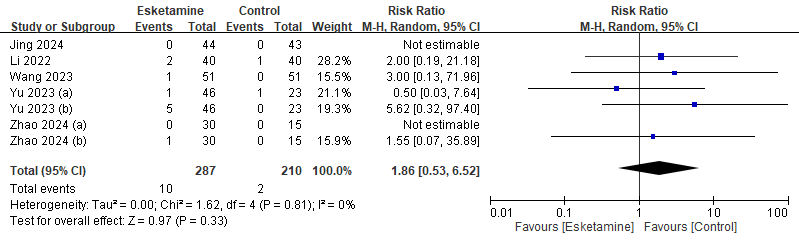 Esketamine Control Risk Ratio Risk Ratio
Study or Subgroup Events Total Events Total Weight M-H, Random, 95% CI M-H, Random, 95% CI
Jing 2024 0 44 0 43 Not estimable
Li 2022 2 40 1 40 28.2% 2.00 [0.19, 21.18]
Wang 2023 1 51 0 51 15.5% 3.00 [0.13, 71.96]
Yu 2023 (a) 1 46 1 23 21.1% 0.50 [0.03, 7.64]
Yu 2023 (b) 5 46 0 23 19.3% 5.62 [0.32, 97.40]
Zhao 2024 (a) 0 30 0 15 Not estimable
Zhao 2024 (b) 1 30 0 15 15.9% 1.55 [0.07, 35.89]
Total (95% CI) 287 210 100.0% 1.86 [0.53, 6.52]
Total events 10 2
Heterogeneity: Tau² = 0.00; Chi² = 1.62, df = 4 (P = 0.81); I² = 0%
Test for overall effect: Z = 0.97 (P = 0.33)
0.01 0.1 1 10 100
Favours [Esketamine] Favours [Control]